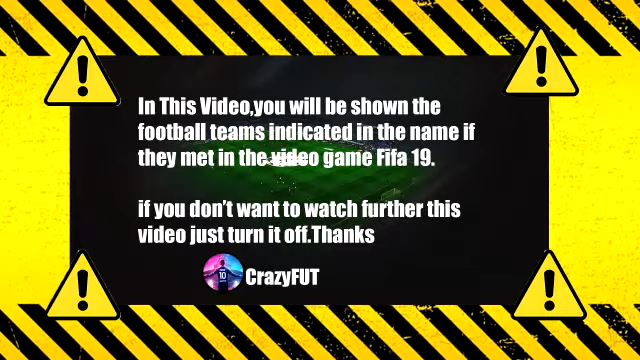 In This Video,you will be shown the
football teams indicated in the name if
they met in the video game Fifa 19.
if you don't want to watch further this
video just turn it off.Thanks
10
CrazyFUT